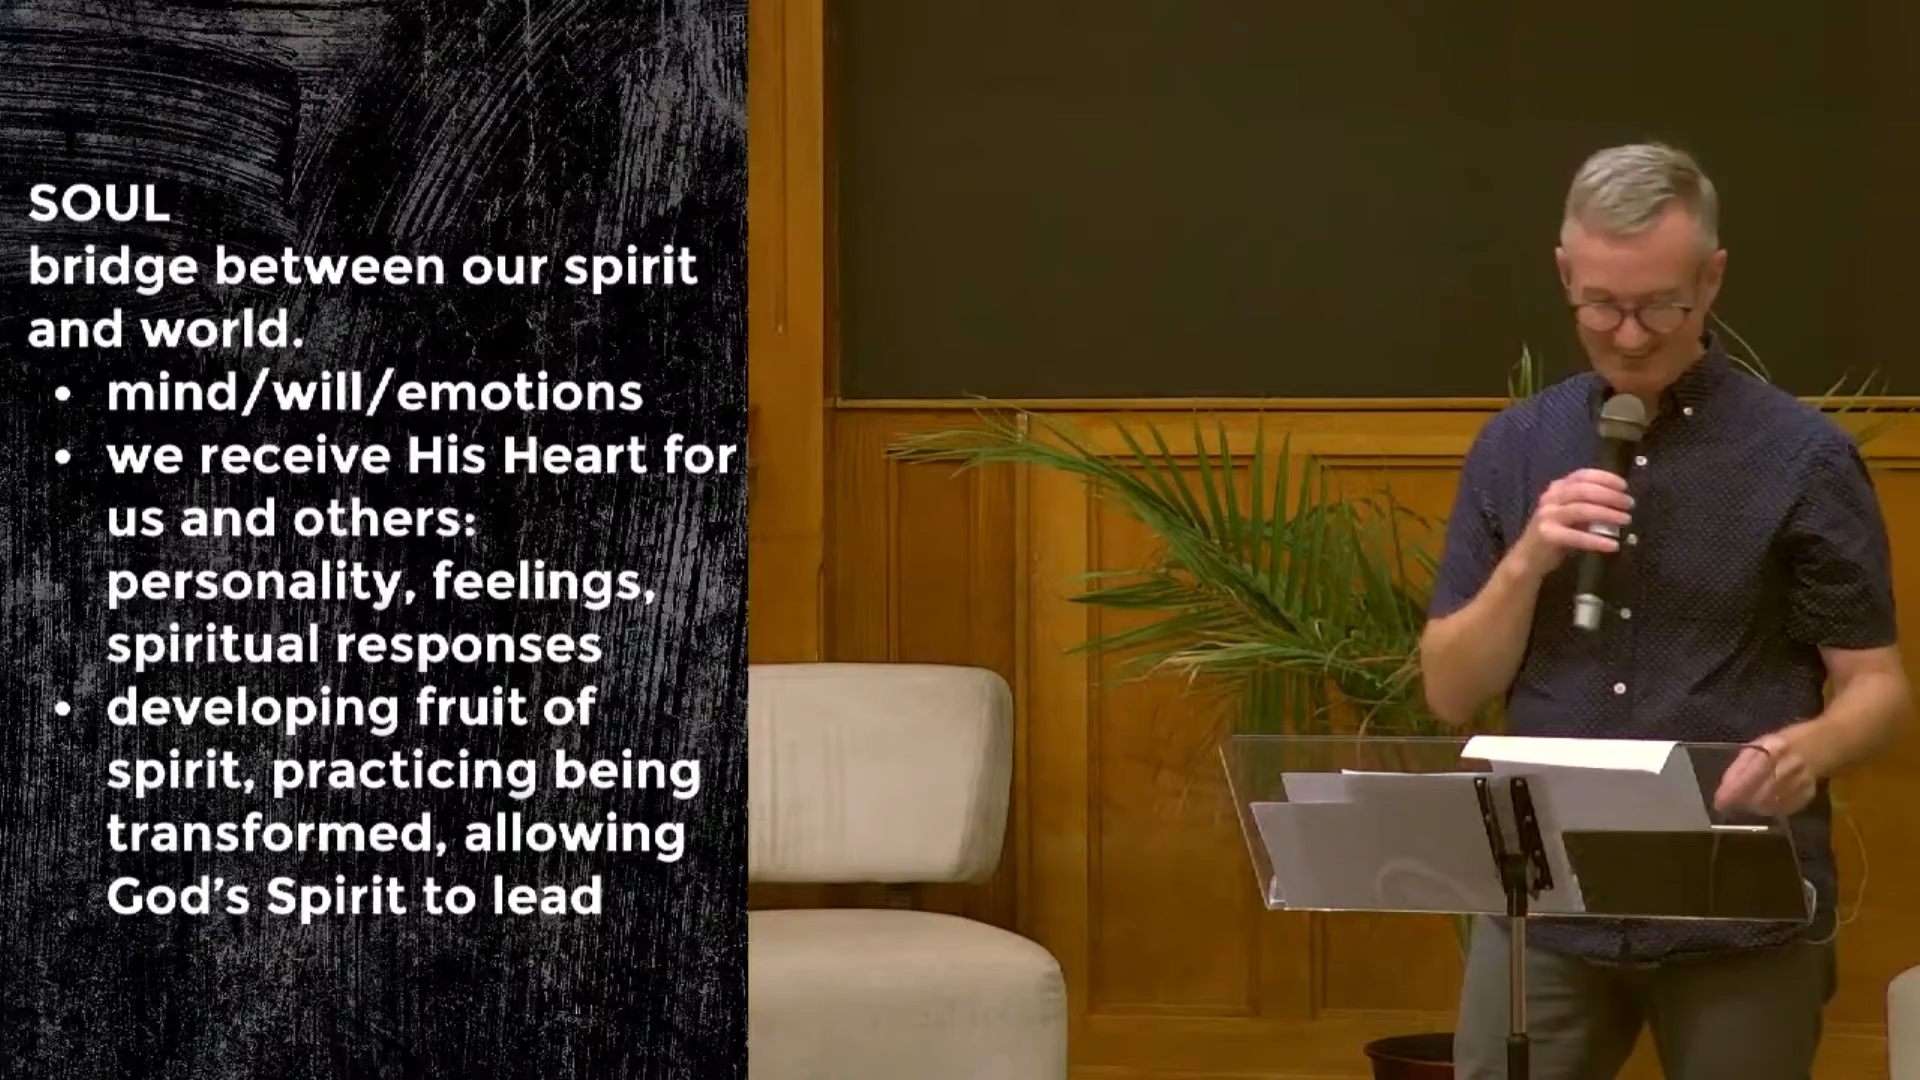 SOUL
bridge between our spirit
and world.
• mind/will/emotions
• we receive His Heart for
us and others:
personality, feelings,
spiritual responses
• developing fruit of
spirit, practicing being
transformed, allowing
God’s Spirit to lead